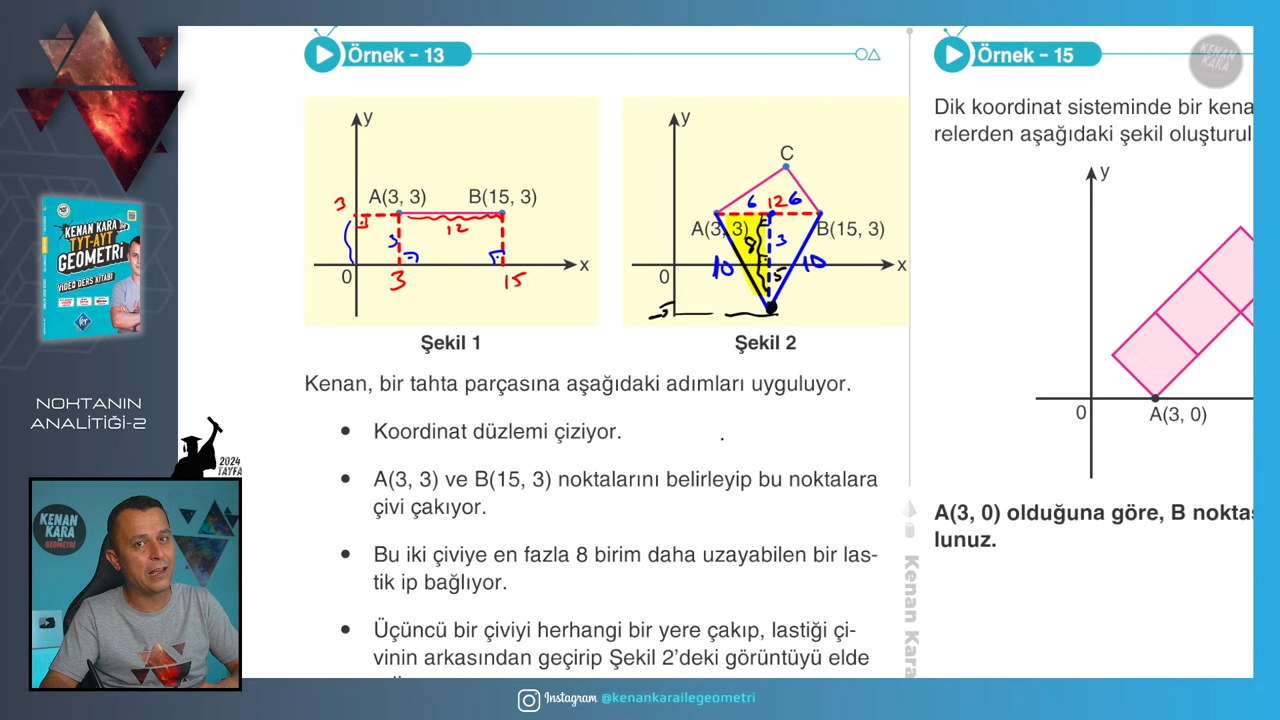 Örnek - 13
y
A(3, 3)
B(15, 3)
3
3
12
0
3
15
x
Şekil 1
y
C
6
12
6
A(3, 3)
B(15, 3)
8
3
0
10
5
10
x
-5
Şekil 2
Kenan, bir tahta parçasına aşağıdaki adımları uyguluyor.
• Koordinat düzlemi çiziyor.
• A(3, 3) ve B(15, 3) noktalarını belirleyip bu noktalara
çivi çakıyor.
• Bu iki çiviye en fazla 8 birim daha uzayabilen bir las-
tik ip bağlıyor.
• Üçüncü bir çiviyi herhangi bir yere çakıp, lastiği çi-
vinin arkasından geçirip Şekil 2'deki görüntüyü elde
Kenan Kara
Örnek - 15
KENAN
KARA
Dik koordinat sisteminde bir kena
relerden aşağıdaki şekil oluşturul
y
0
A(3, 0)
A(3, 0) olduğuna göre, B nokta
lunuz.
KENAN KARA
TYT-AYT
GEOMETRİ
VİDEO DERS KİTABI
NOKTANIN
ANALİTİĞİ-2
2024
TAYFA
KENAN
KARA
GEOMETRİ
Instagram @kenankarailegeometri